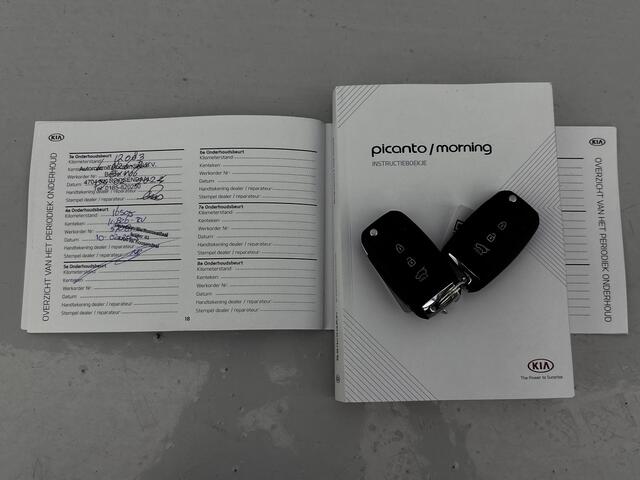 KIA
OVERZICHT VAN HET PERIODIEK ONDERHOUD
3e Onderhoudsbeurt
Kilometerstand
Kenteken
Werkorder Nr
Datum
Handtekening dealer / reparateur
Stempel dealer / reparateur
4e Onderhoudsbeurt
Kilometerstand
Kenteken
Werkorder Nr
Datum
Handtekening dealer / reparateur
Stempel dealer / reparateur
5e Onderhoudsbeurt
Kilometerstand
Kenteken
Werkorder Nr
Datum
Handtekening dealer / reparateur
Stempel dealer / reparateur
18
6e Onderhoudsbeurt
Kilometerstand
Kenteken
Werkorder Nr
Datum
Handtekening dealer / reparateur
Stempel dealer / reparateur
7e Onderhoudsbeurt
Kilometerstand
Kenteken
Werkorder Nr
Datum
Handtekening dealer / reparateur
Stempel dealer / reparateur
8e Onderhoudsbeurt
Kilometerstand
Kenteken
Werkorder Nr
Datum
Handtekening dealer / reparateur
Stempel dealer / reparateur
picanto / morning
INSTRUCTIEBOEKJE
KIA
The Power to Surprise
KIA
OVERZICHT VAN HET PERIODIEK ONDERHOUD